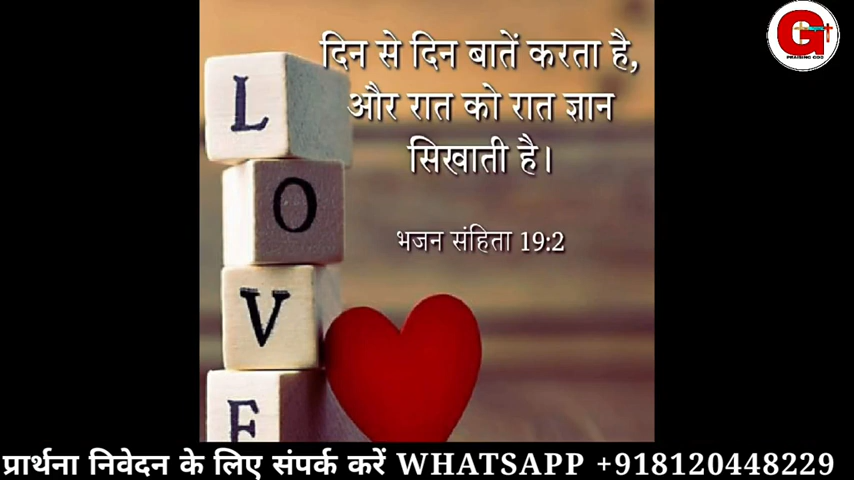 दिन से दिन बातें करता है,
और रात को रात ज्ञान
सिखाती है।
भजन संहिता 19:2
L
O
V
E
G
PRAISING GOD
प्रार्थना निवेदन के लिए संपर्क करें WHATSAPP +918120448229